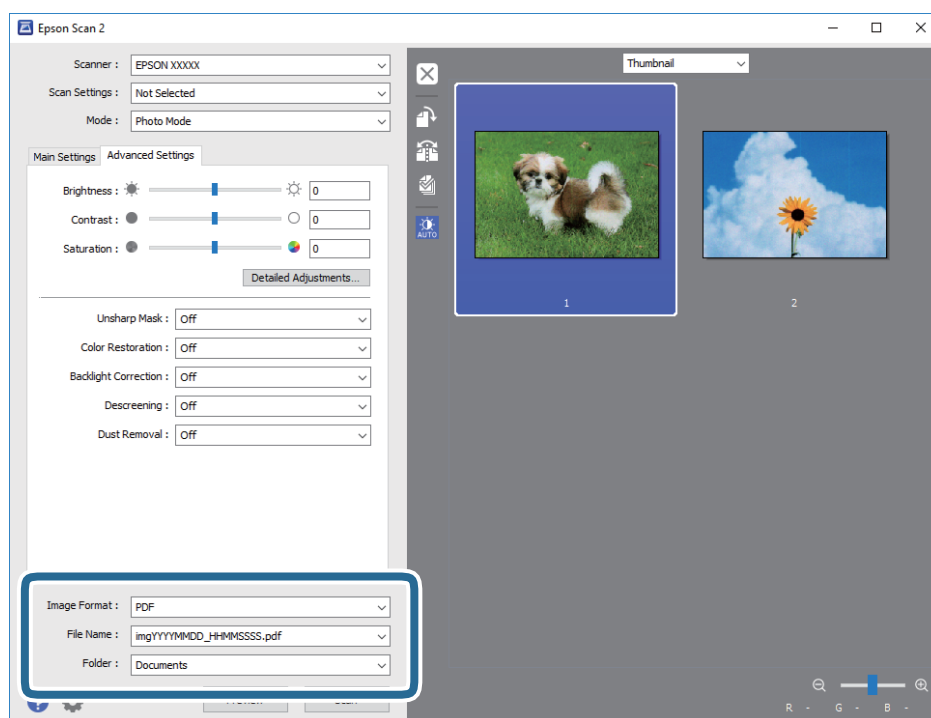 Epson Scan 2
Scanner : EPSON XXXXX
Scan Settings : Not Selected
Mode : Photo Mode
Main Settings Advanced Settings
Brightness : 0
Contrast : 0
Saturation : 0
Detailed Adjustments...
Unsharp Mask : Off
Color Restoration : Off
Backlight Correction : Off
Descreening : Off
Dust Removal : Off
Image Format : PDF
File Name : imgYYYYMMDD_HHMMSSSS.pdf
Folder : Documents
Thumbnail
AUTO
1
2
R - G - B -